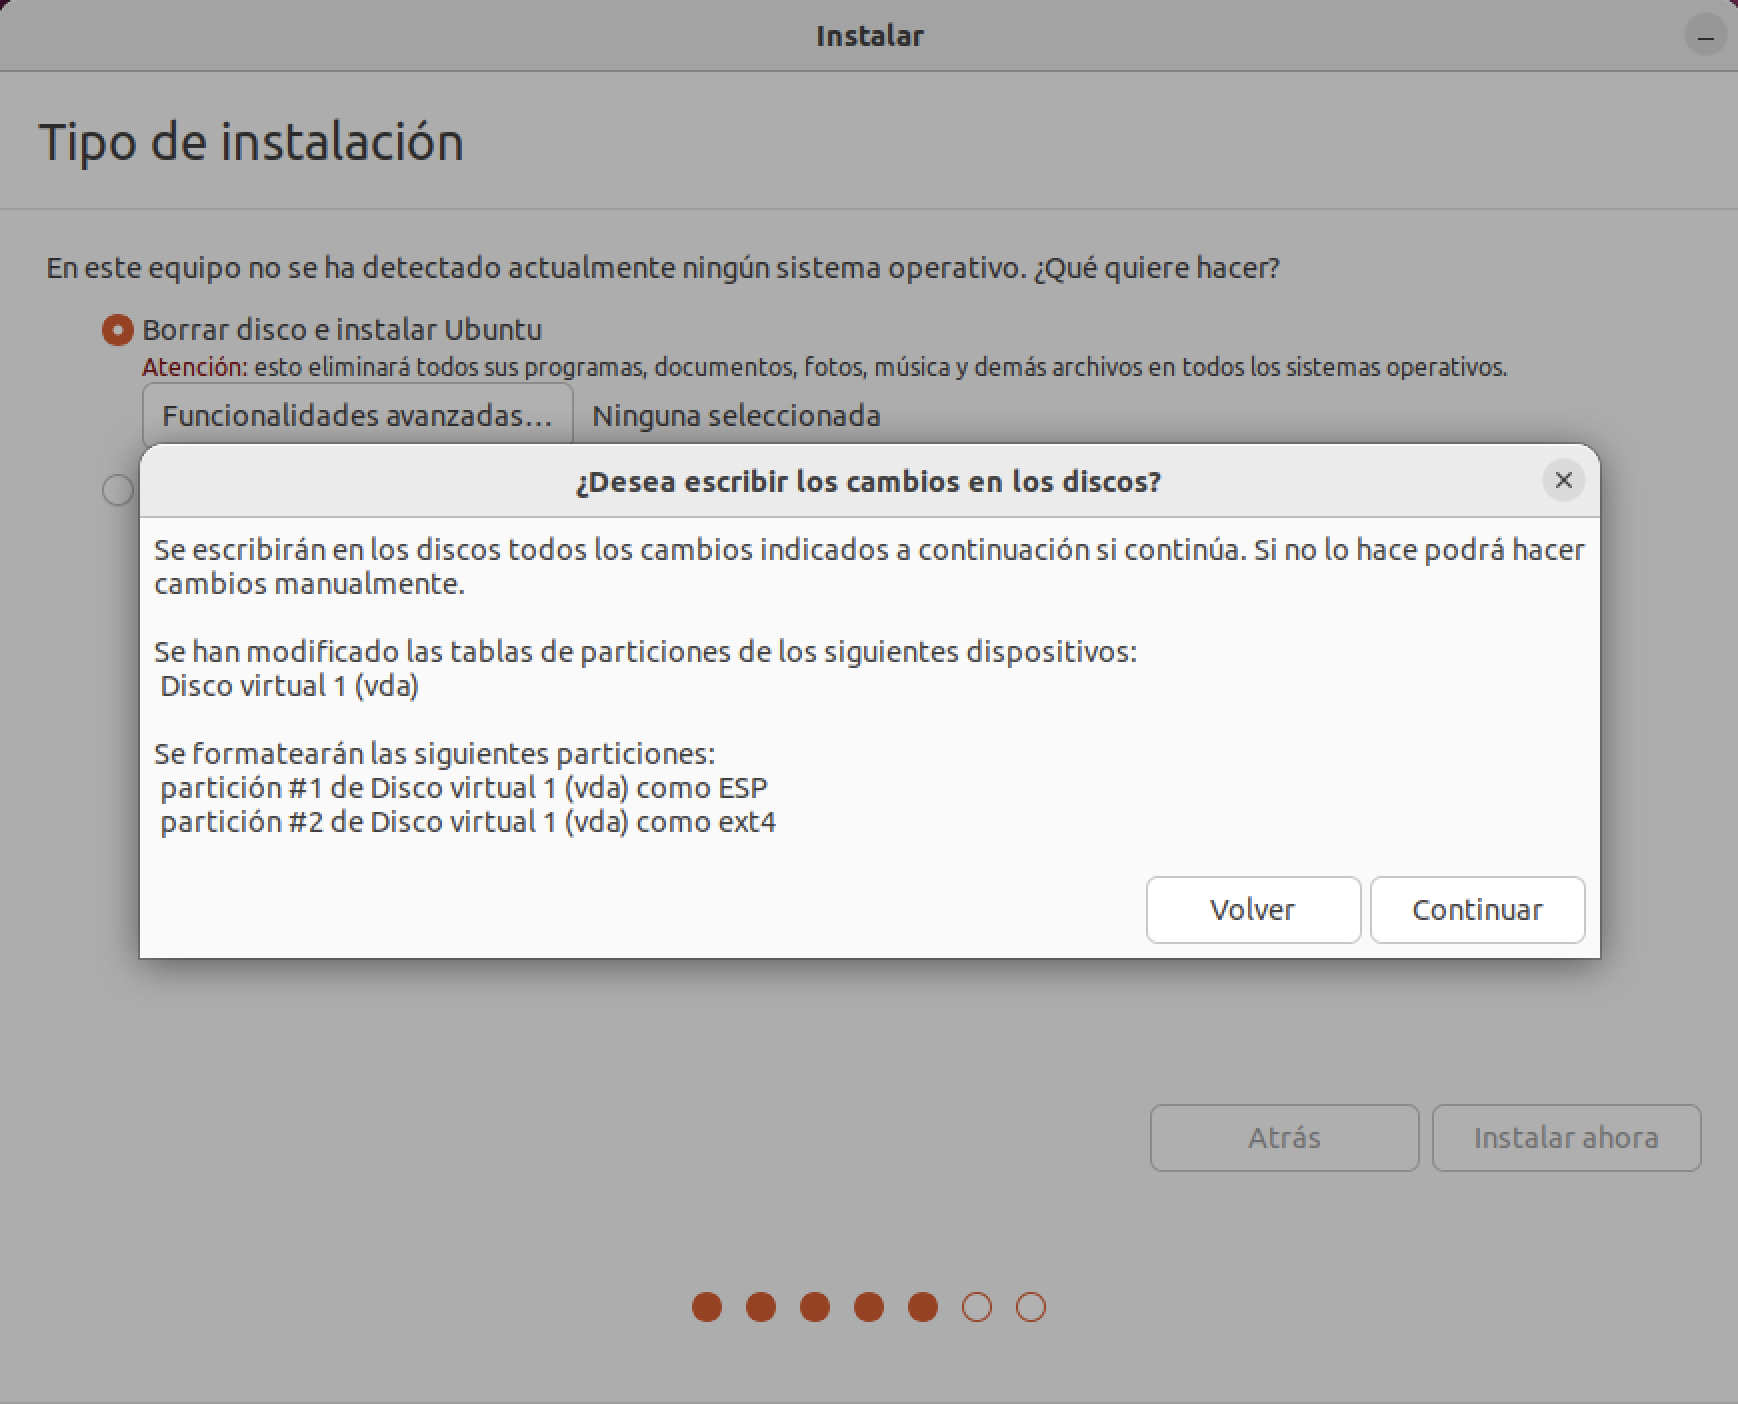 Instalar
Tipo de instalación
En este equipo no se ha detectado actualmente ningún sistema operativo. ¿Qué quiere hacer?
Borrar disco e instalar Ubuntu
Atención: esto eliminará todos sus programas, documentos, fotos, música y demás archivos en todos los sistemas operativos.
Funcionalidades avanzadas... Ninguna seleccionada
¿Desea escribir los cambios en los discos?
Se escribirán en los discos todos los cambios indicados a continuación si continúa. Si no lo hace podrá hacer
cambios manualmente.
Se han modificado las tablas de particiones de los siguientes dispositivos:
Disco virtual 1 (vda)
Se formatearán las siguientes particiones:
partición #1 de Disco virtual 1 (vda) como ESP
partición #2 de Disco virtual 1 (vda) como ext4
Volver Continuar
Atrás Instalar ahora